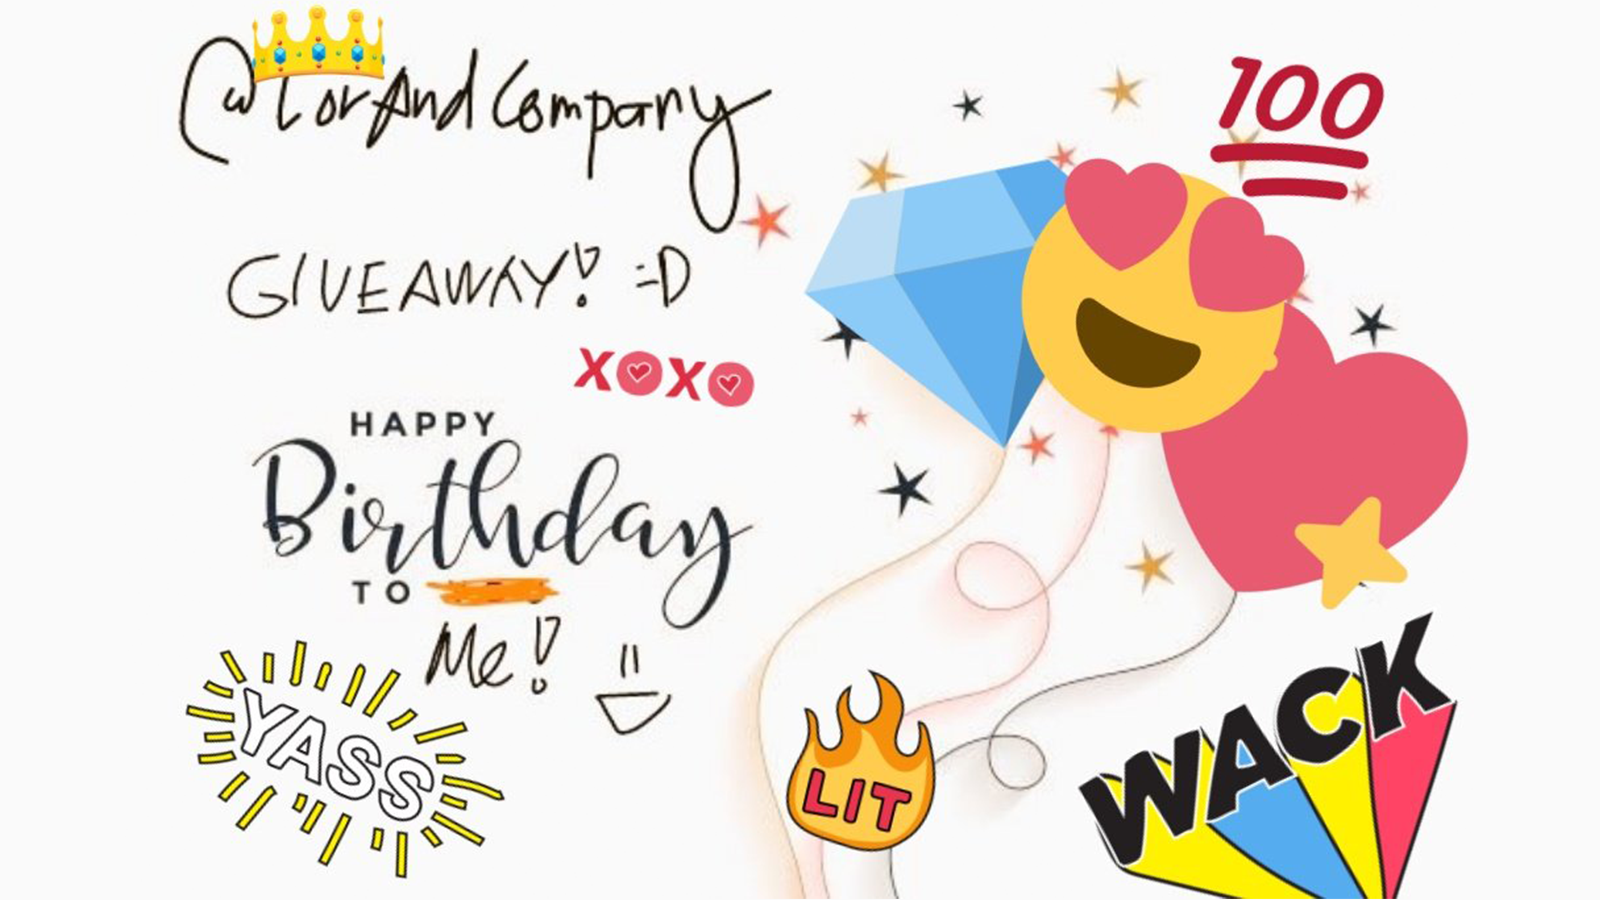 @LorAndCompany
100
GIVEAWAY! =D
XOXO
HAPPY
Birthday
TO
Me!
YASS
LIT
WACK